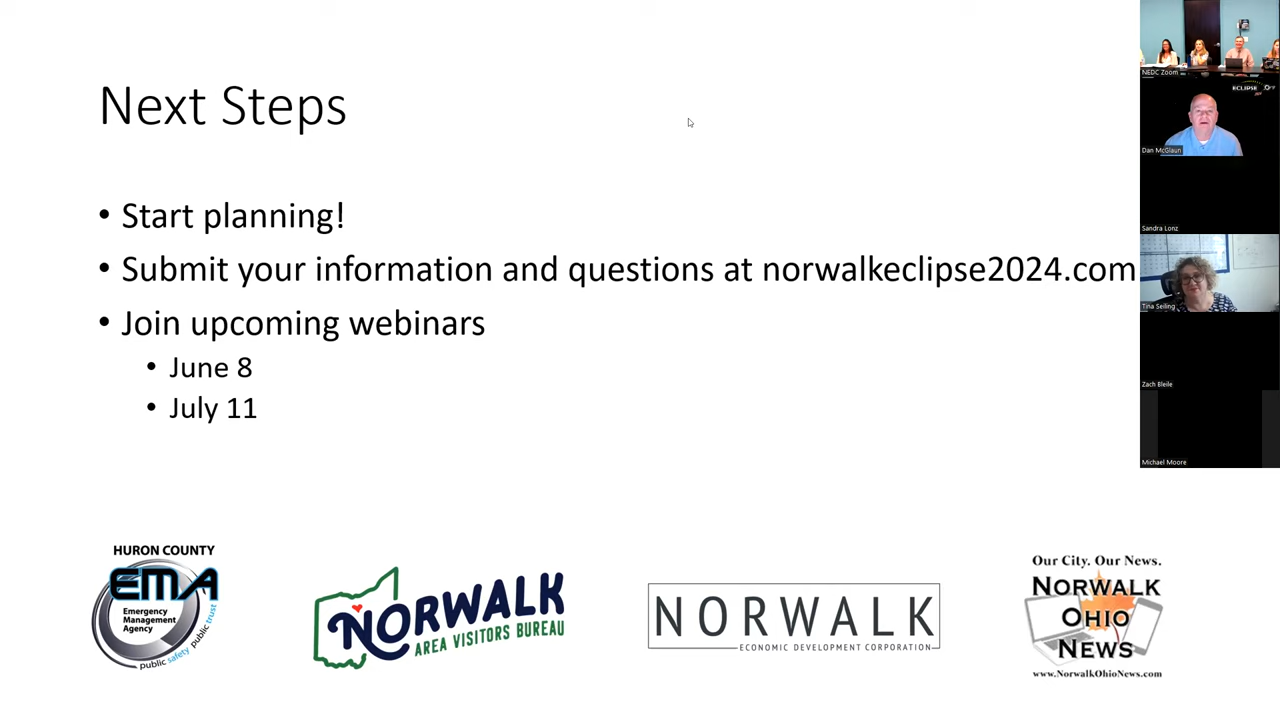 Next Steps
• Start planning!
• Submit your information and questions at norwalkeclipse2024.com
• Join upcoming webinars
• June 8
• July 11
HURON COUNTY
EMA
Emergency
Management
Agency
public safety public trust
NORWALK
AREA VISITORS BUREAU
NORWALK
ECONOMIC DEVELOPMENT CORPORATION
Our City. Our News.
NORWALK
OHIO
NEWS
www.NorwalkOhioNews.com
NEDC Zoom
ECLIPSE
Dan McGlaun
Sandra Lonz
Tina Seiling
Zach Bleile
Michael Moore